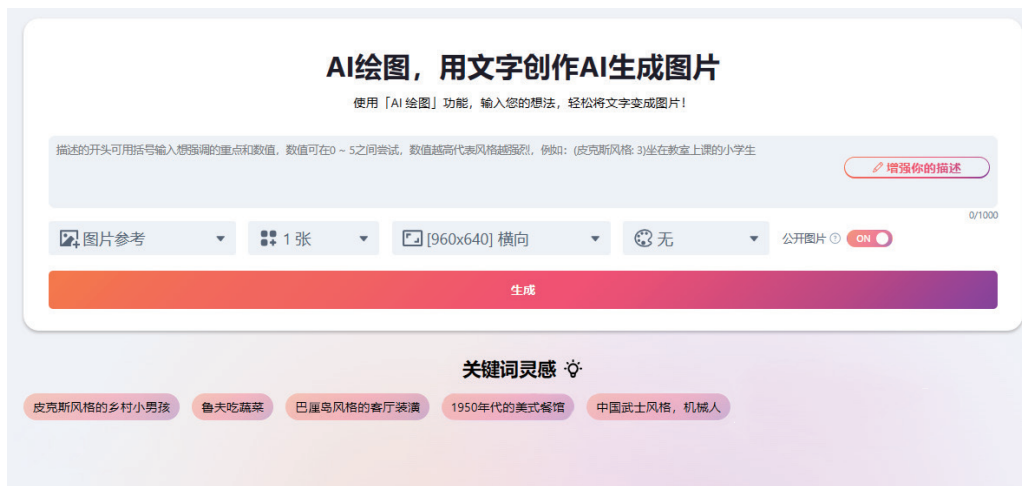 AI绘图，用文字创作AI生成图片
使用「AI 绘图」功能，输入您的想法，轻松将文字变成图片！
描述的开头可用括号输入想强调的重点和数值，数值可在0 ~ 5之间尝试，数值越高代表风格越强烈，例如：(皮克斯风格: 3)坐在教室上课的小学生
增强你的描述
0/1000
图片参考 1 张 [960x640] 横向 无 公开图片 ? ON
生成
关键词灵感
皮克斯风格的乡村小男孩 鲁夫吃蔬菜 巴厘岛风格的客厅装潢 1950年代的美式餐馆 中国武士风格，机械人